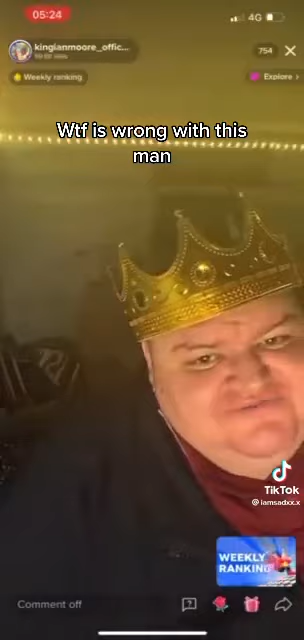 05:24
4G
kingianmoore_offic...
754
Weekly ranking
Explore
Wtf is wrong with this
man
TikTok
@iamsadxx.x
WEEKLY
RANKING
Comment off